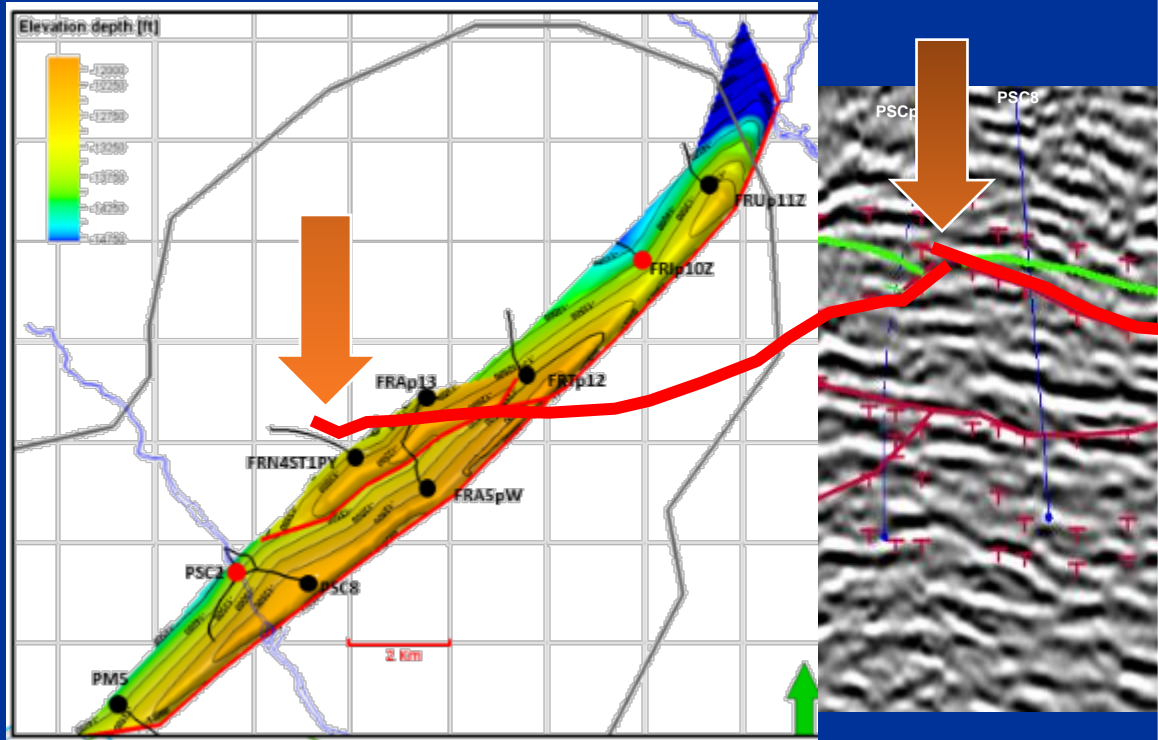 Elevation depth [ft]
-12000
-12250
-12750
-13250
-13750
-14250
-14750
FRUp11Z
FRIp10Z
FRTp12
FRAp13
FRN4ST1PY
FRA5pW
PSC2
PSC8
PM5
2 Km
PSC8